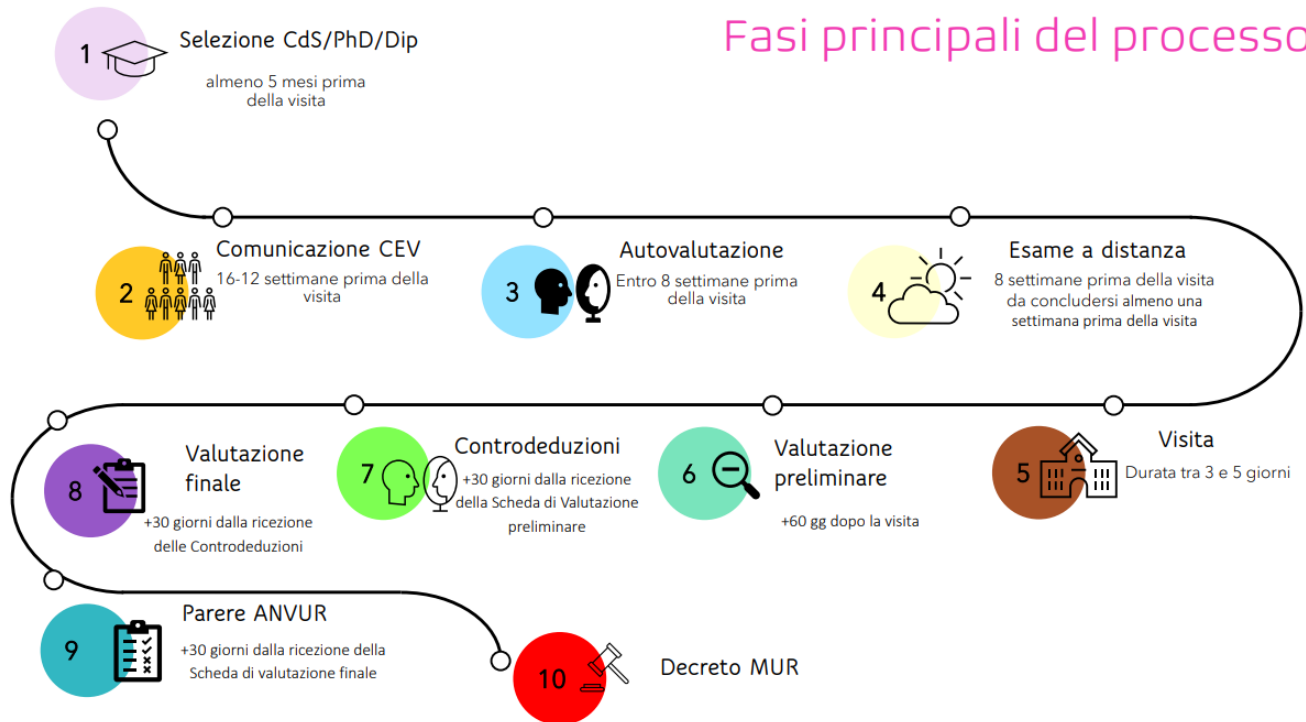 Fasi principali del processo
1
Selezione CdS/PhD/Dip
almeno 5 mesi prima
della visita
2
Comunicazione CEV
16-12 settimane prima della
visita
3
Autovalutazione
Entro 8 settimane prima
della visita
4
Esame a distanza
8 settimane prima della visita
da concludersi almeno una
settimana prima della visita
5
Visita
Durata tra 3 e 5 giorni
6
Valutazione
preliminare
+60 gg dopo la visita
7
Controdeduzioni
+30 giorni dalla ricezione
della Scheda di Valutazione
preliminare
8
Valutazione
finale
+30 giorni dalla ricezione
delle Controdeduzioni
9
Parere ANVUR
+30 giorni dalla ricezione della
Scheda di valutazione finale
10
Decreto MUR